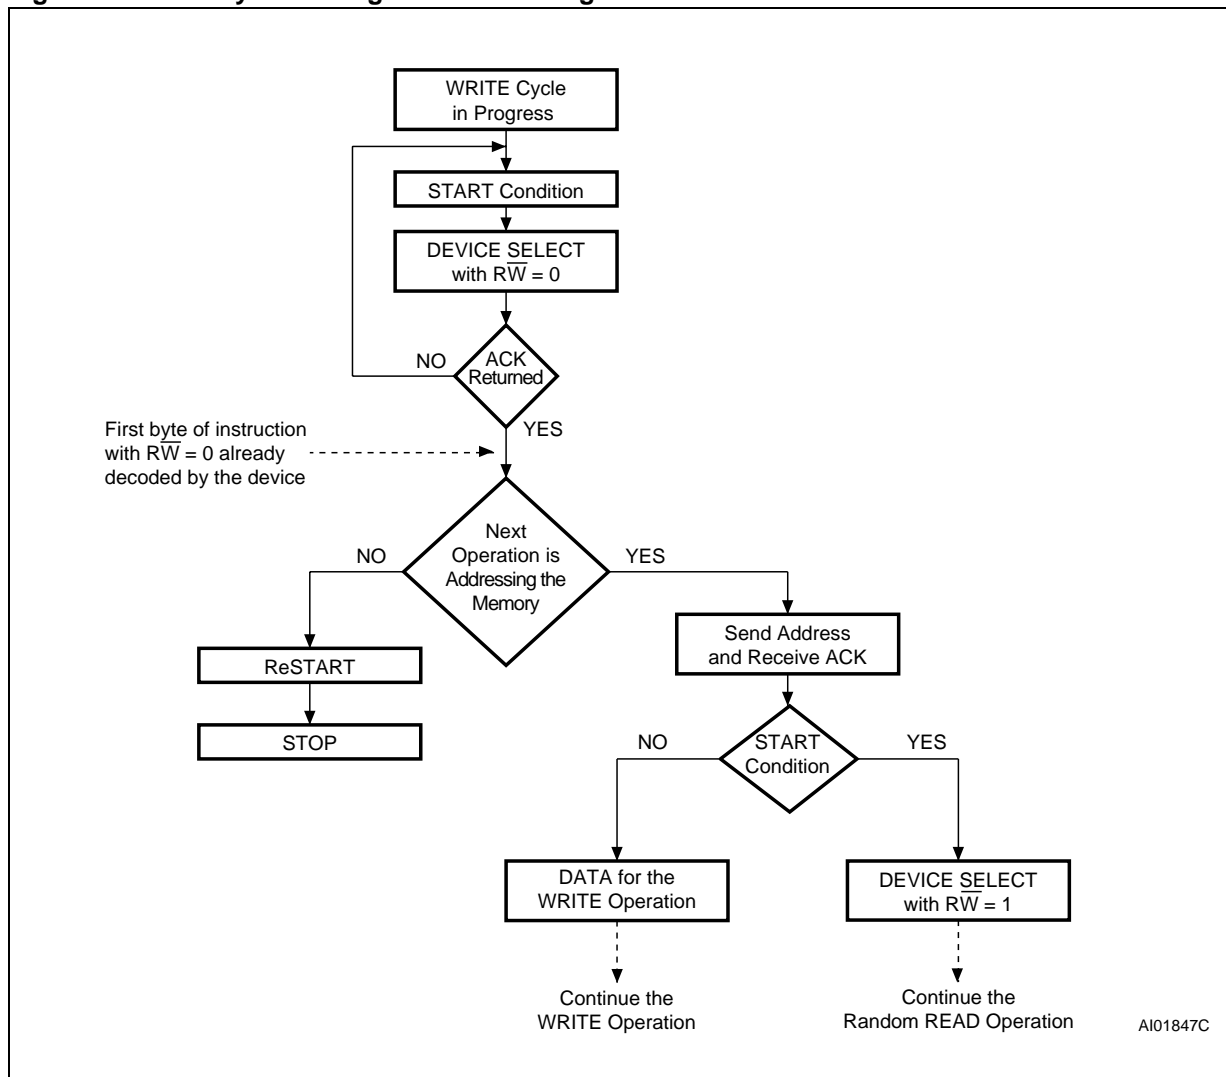 WRITE Cycle
in Progress
START Condition
DEVICE SELECT
with RW̅ = 0
NO
ACK
Returned
YES
First byte of instruction
with RW̅ = 0 already
decoded by the device
NO
Next
Operation is
Addressing the
Memory
YES
Send Address
and Receive ACK
ReSTART
STOP
NO
START
Condition
YES
DATA for the
WRITE Operation
DEVICE SELECT
with RW̅ = 1
Continue the
WRITE Operation
Continue the
Random READ Operation
AI01847C